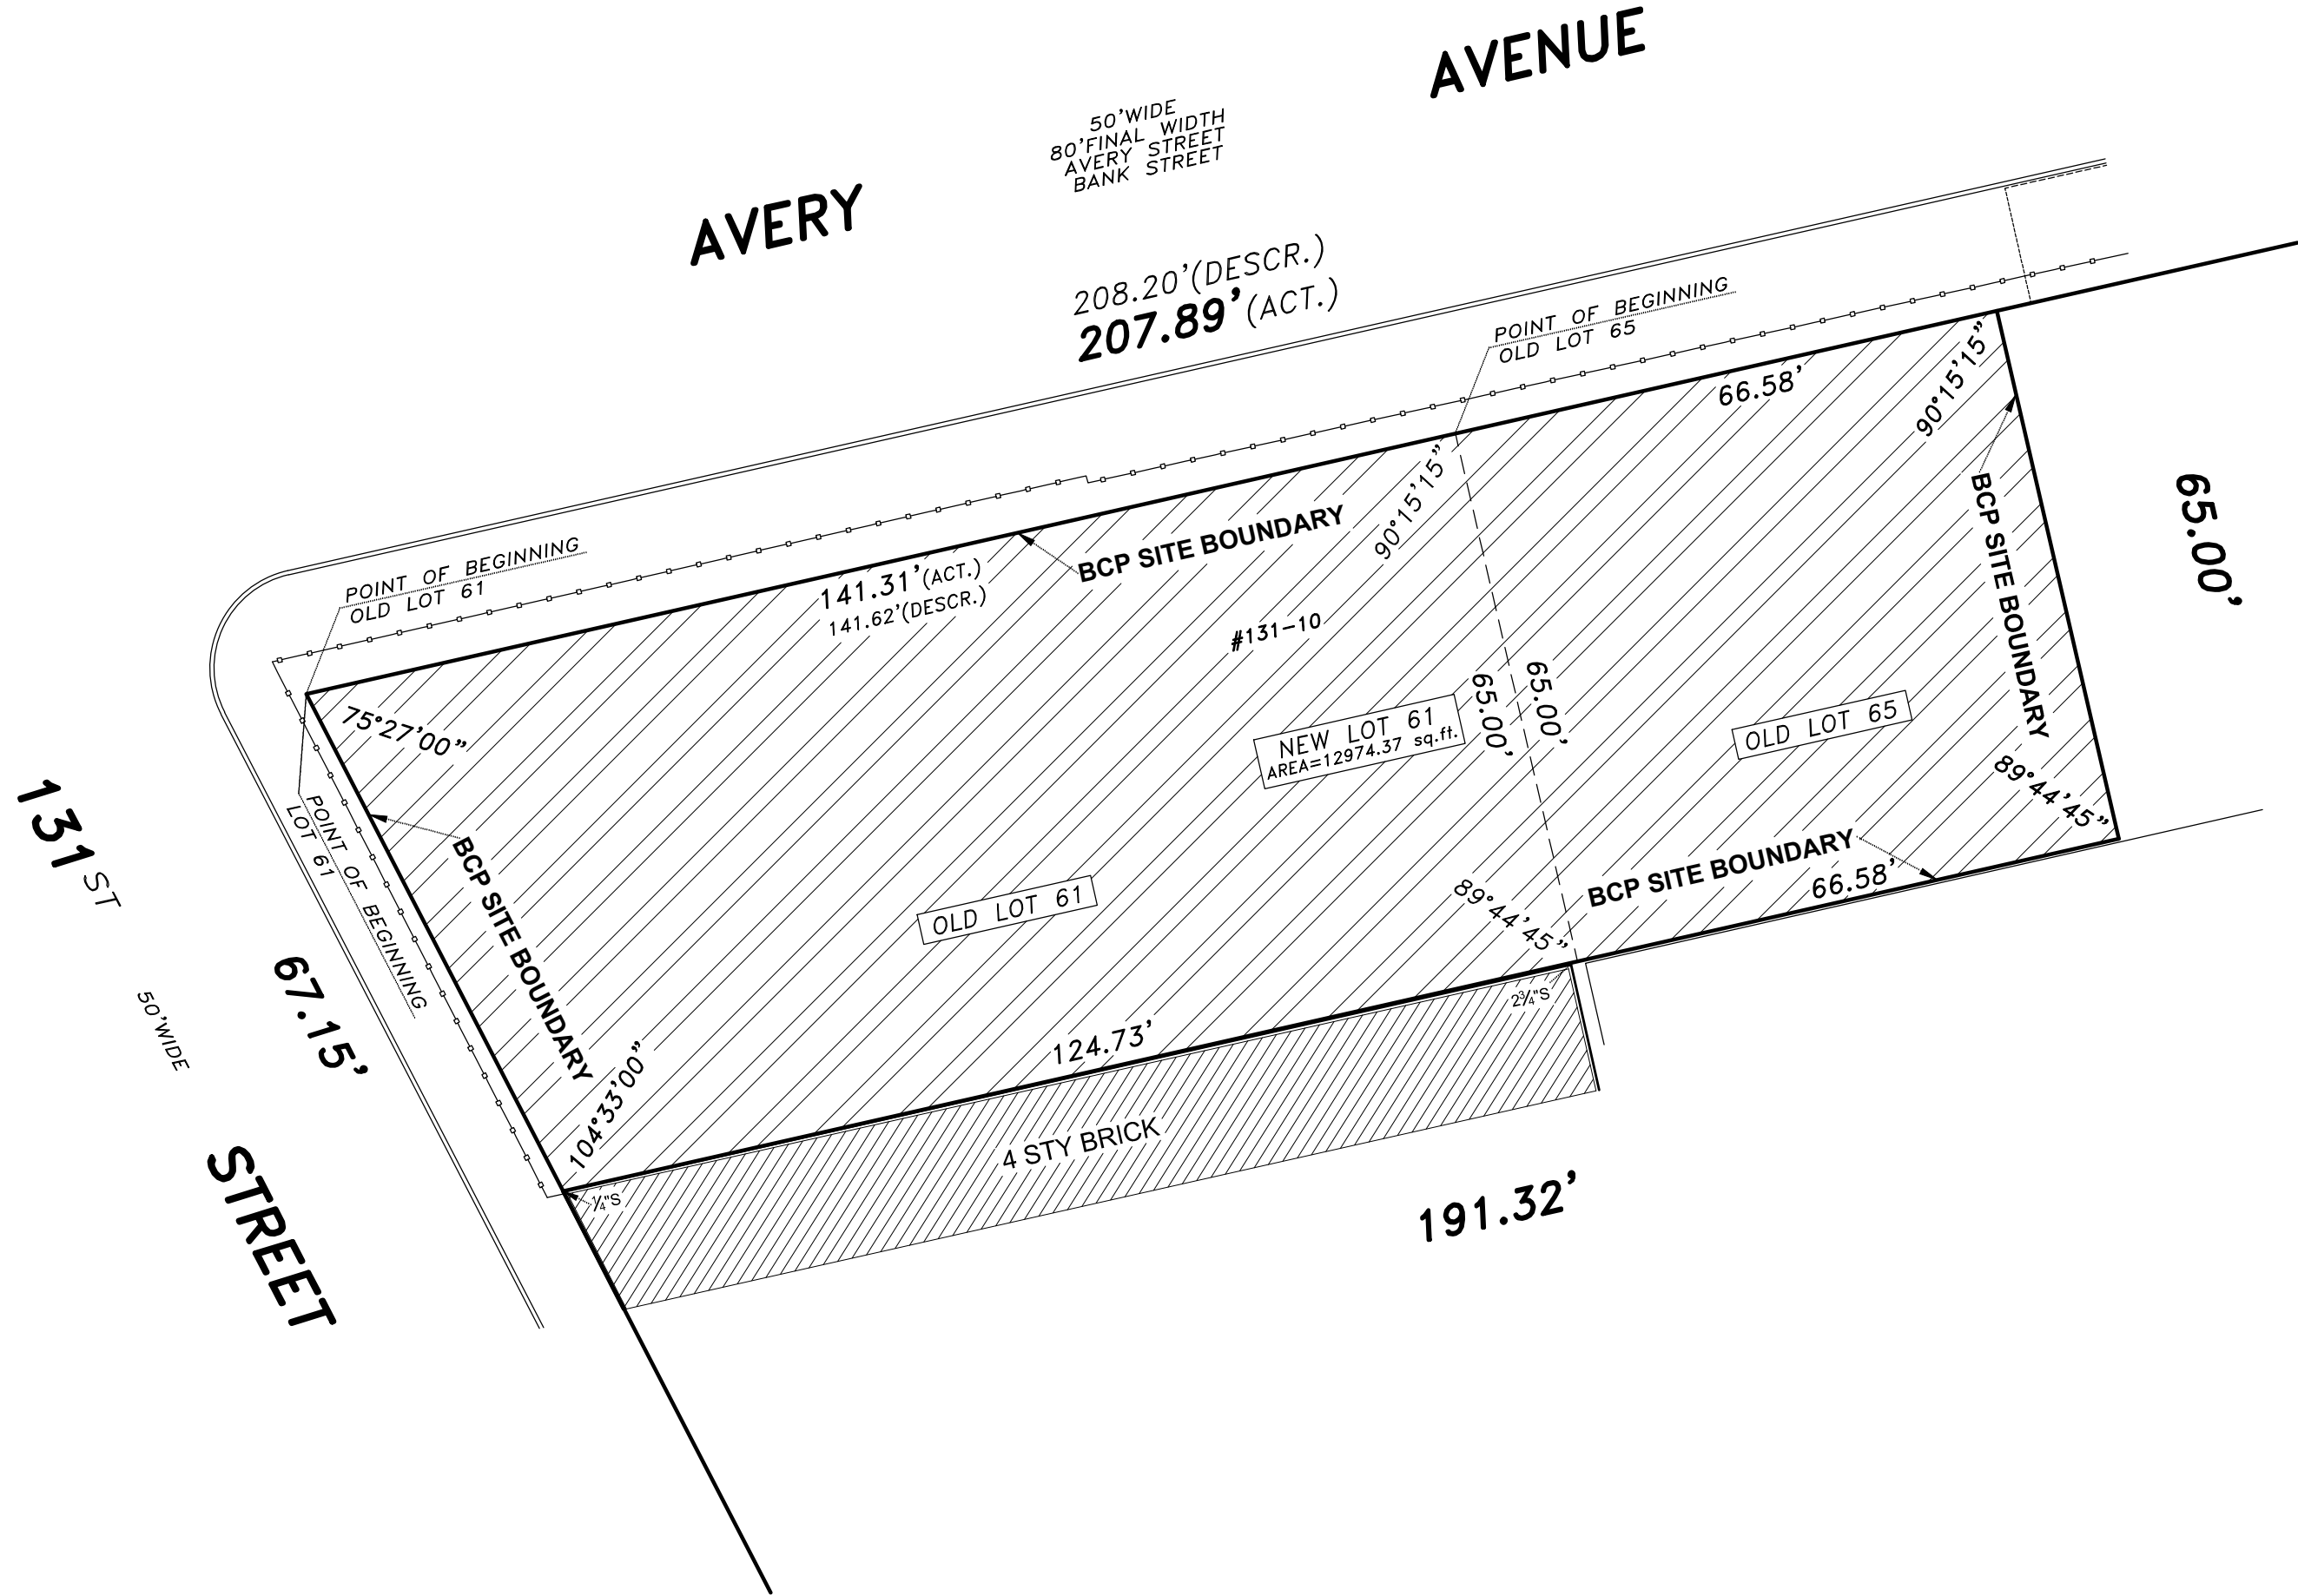 AVENUE
50'WIDE
80'FINAL WIDTH
AVERY STREET
BANK STREET
AVERY
208.20'(DESCR.)
207.89'(ACT.)
POINT OF BEGINNING
OLD LOT 65
66.58'
90°15'15"
90°15'15"
BCP SITE BOUNDARY
65.00'
BCP SITE BOUNDARY
POINT OF BEGINNING
OLD LOT 61
141.31'(ACT.)
141.62'(DESCR.)
#131-10
75°27'00"
NEW LOT 61
AREA=12974.37 sq.ft.
65.00'
65.00'
OLD LOT 65
89°44'45"
131 ST
STREET
50'WIDE
67.15'
POINT OF BEGINNING
LOT 61
BCP SITE BOUNDARY
OLD LOT 61
89°44'45"
BCP SITE BOUNDARY
66.58'
2¾"S
124.73'
104°33'00"
4 STY BRICK
¼"S
191.32'